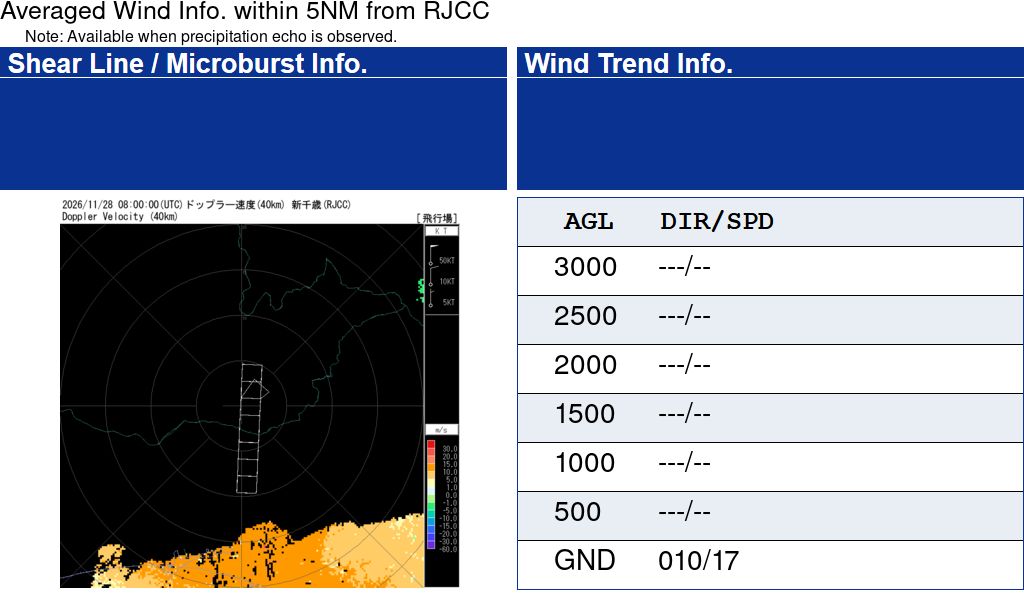 Averaged Wind Info. within 5NM from RJCC
Note: Available when precipitation echo is observed.
Shear Line / Microburst Info.
Wind Trend Info.
2026/11/28 08:00:00(UTC) ドップラー速度(40km) 新千歳(RJCC)
Doppler Velocity (40km)
[飛行場]
KT
50KT
10KT
5KT
m/s
30.0
20.0
15.0
10.0
5.0
1.0
0.0
-1.0
-5.0
-10.0
-15.0
-20.0
-30.0
-60.0
AGL DIR/SPD
3000 ---/--
2500 ---/--
2000 ---/--
1500 ---/--
1000 ---/--
500 ---/--
GND 010/17